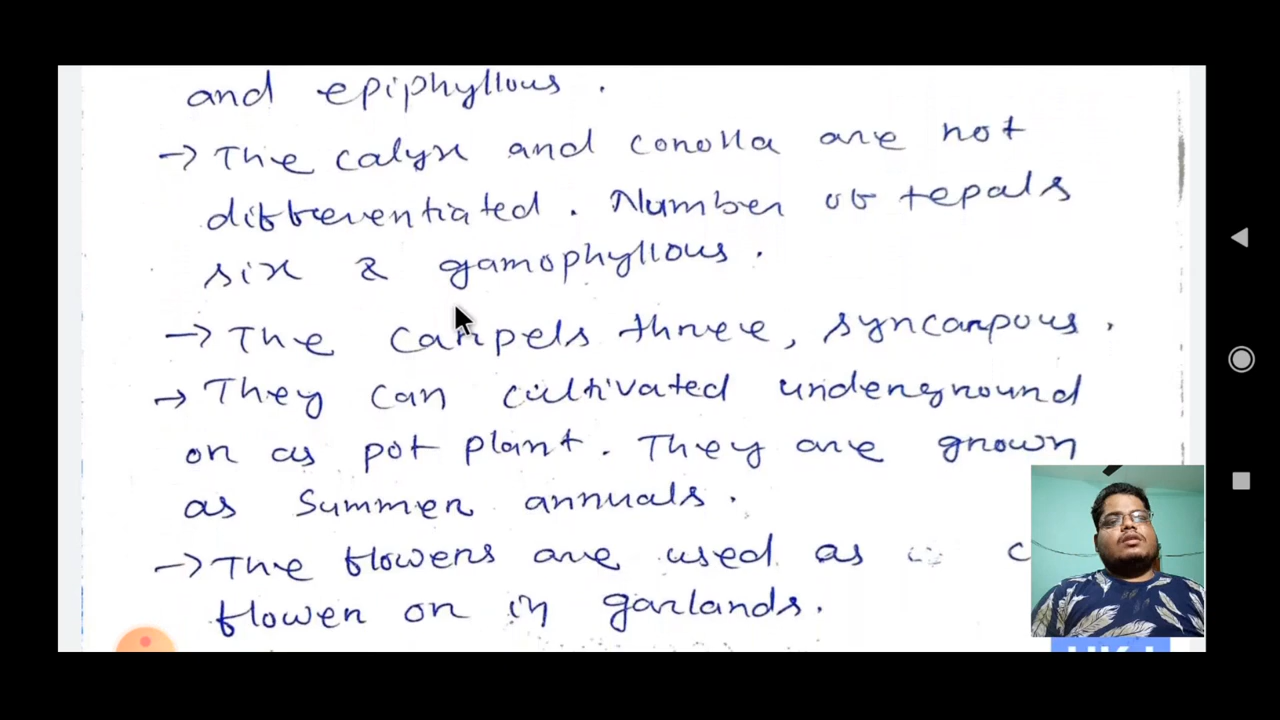 and epiphyllous.
→ The calyx and corolla are not
differentiated. Number of tepals
six & gamophyllous.
→ The carpels three, syncarpous.
→ They can cultivated underground
or as pot plant. They are grown
as Summer annuals.
→ The flowers are used as
flower or in garlands.